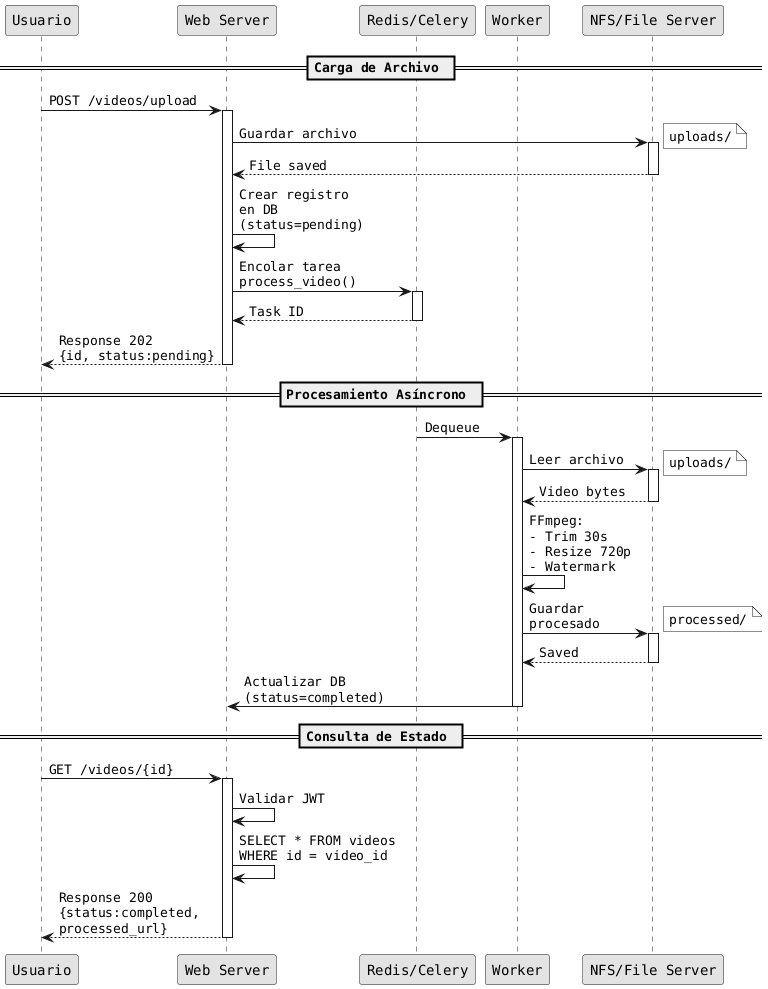 Usuario
Web Server
Redis/Celery
Worker
NFS/File Server
Carga de Archivo
POST /videos/upload
Guardar archivo
uploads/
File saved
Crear registro
en DB
(status=pending)
Encolar tarea
process_video()
Task ID
Response 202
{id, status:pending}
Procesamiento Asíncrono
Dequeue
Leer archivo
uploads/
Video bytes
FFmpeg:
- Trim 30s
- Resize 720p
- Watermark
Guardar
procesado
processed/
Saved
Actualizar DB
(status=completed)
Consulta de Estado
GET /videos/{id}
Validar JWT
SELECT * FROM videos
WHERE id = video_id
Response 200
{status:completed,
processed_url}
Usuario
Web Server
Redis/Celery
Worker
NFS/File Server